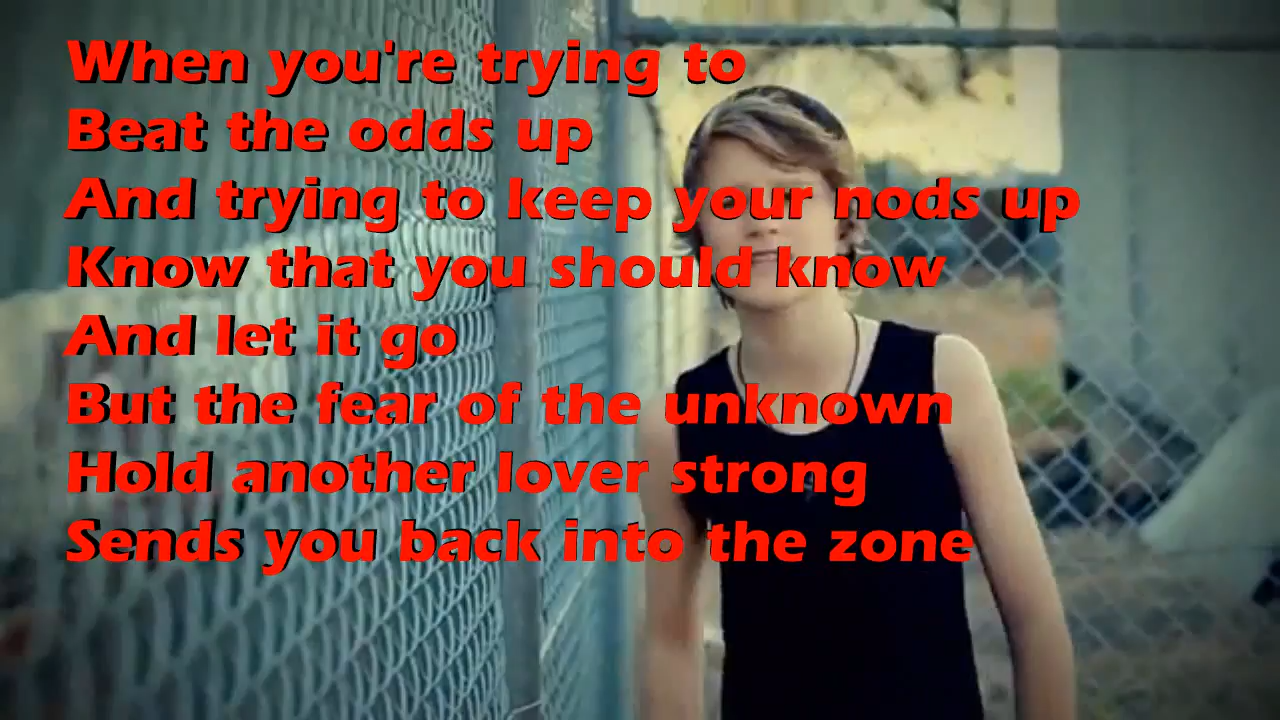 When you're trying to
Beat the odds up
And trying to keep your nods up
Know that you should know
And let it go
But the fear of the unknown
Hold another lover strong
Sends you back into the zone